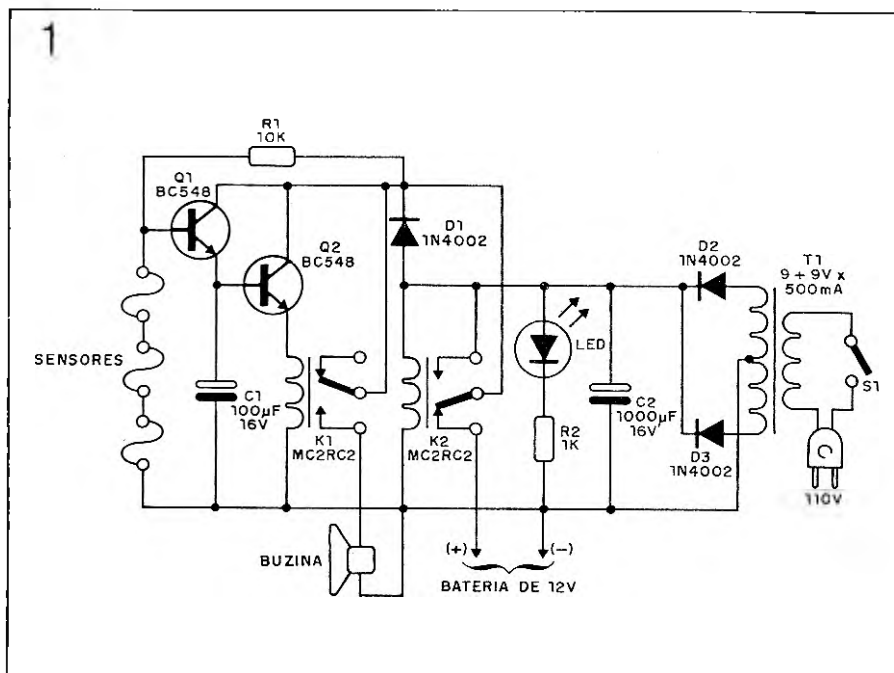 1
R1
10K
Q1
BC548
Q2
BC548
D1
1N4002
D2
1N4002
T1
9+9V x
500mA
SENSORES
LED
S1
C1
100µF
16V
K1
MC2RC2
K2
MC2RC2
R2
1K
C2
1000µF
16V
D3
1N4002
110V
BUZINA
(+)
(-)
BATERIA DE 12V